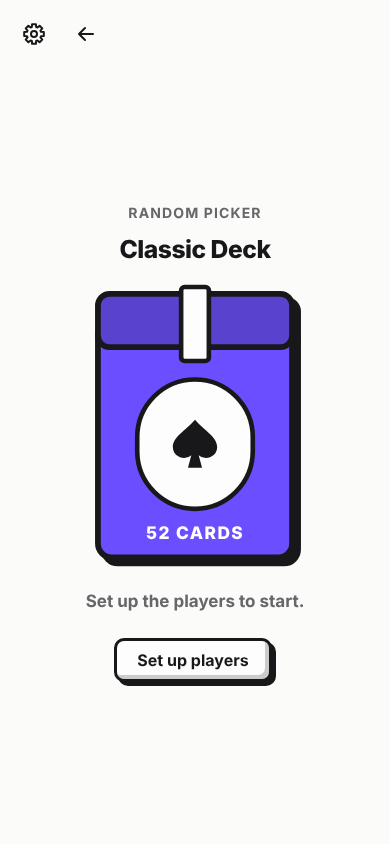 RANDOM PICKER
Classic Deck
52 CARDS
Set up the players to start.
Set up players